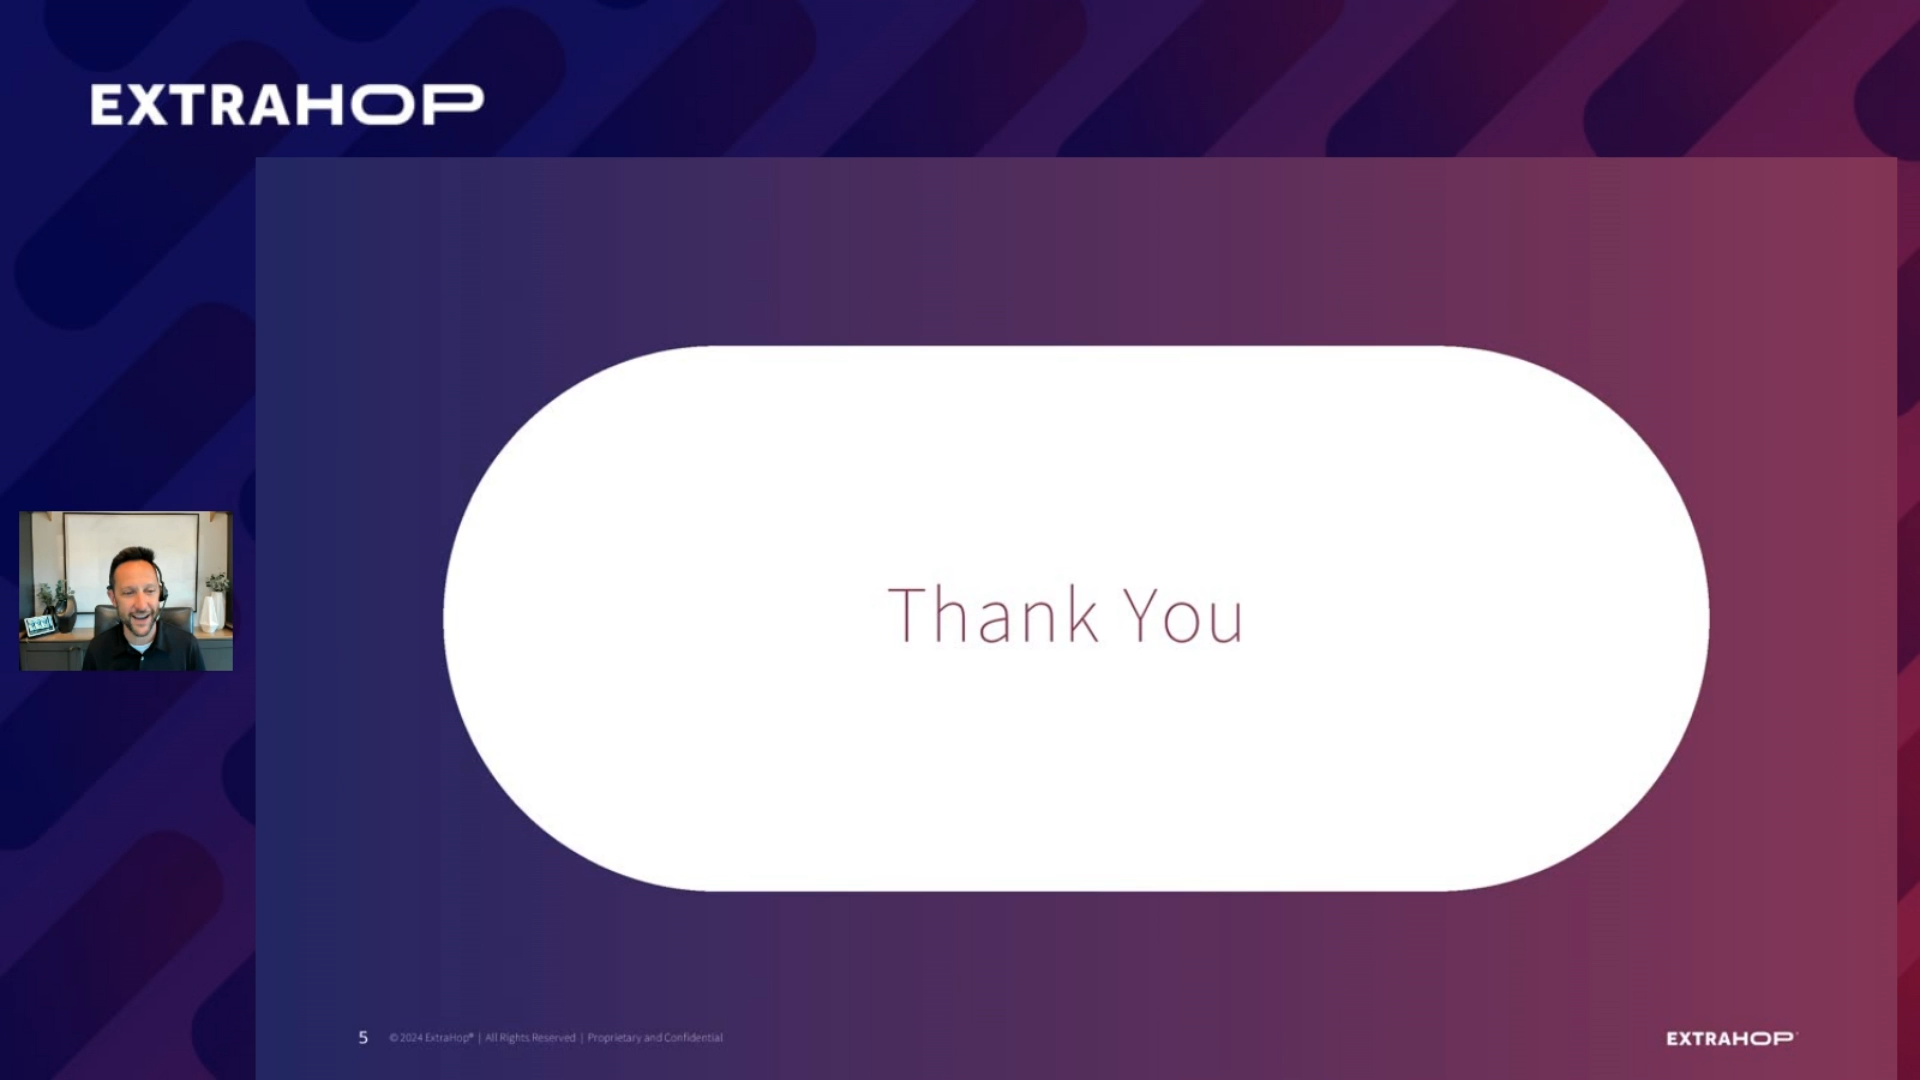 EXTRAHOP
Thank You
5 © 2024 ExtraHop® | All Rights Reserved | Proprietary and Confidential
EXTRAHOP